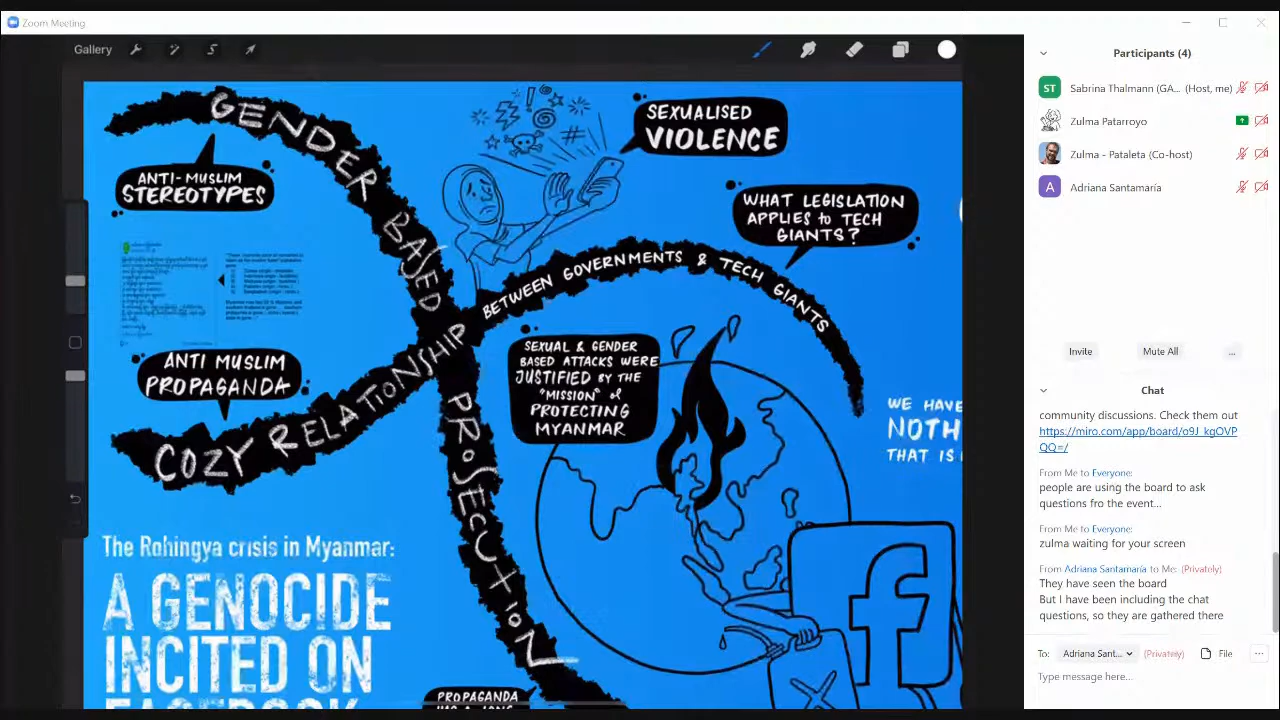 Zoom Meeting
Gallery
GENDER BASED PROSECUTION
ANTI-MUSLIM
STEREOTYPES
SEXUALISED
VIOLENCE
WHAT LEGISLATION
APPLIES to TECH
GIANTS?
COZY RELATIONSHIP BETWEEN GOVERNMENTS & TECH GIANTS
ANTI MUSLIM
PROPAGANDA
SEXUAL & GENDER
BASED ATTACKS WERE
JUSTIFIED BY THE
"MISSION" of
PROTECTING
MYANMAR
WE HAVE
NOTH
THAT IS
The Rohingya crisis in Myanmar:
A GENOCIDE
INCITED ON
FACEBOOK
PROPAGANDA
f
Participants (4)
ST
Sabrina Thalmann (GA... (Host, me)
Zulma Patarroyo
Zulma - Pataleta (Co-host)
A
Adriana Santamaría
Invite
Mute All
...
Chat
community discussions. Check them out
https://miro.com/app/board/o9J_kgOVP
QQ=/
From Me to Everyone:
people are using the board to ask
questions fro the event...
From Me to Everyone:
zulma waiting for your screen
From Adriana Santamaría to Me: (Privately)
They have seen the board
But I have been including the chat
questions, so they are gathered there
To: Adriana Sant... (Privately) File ...
Type message here...